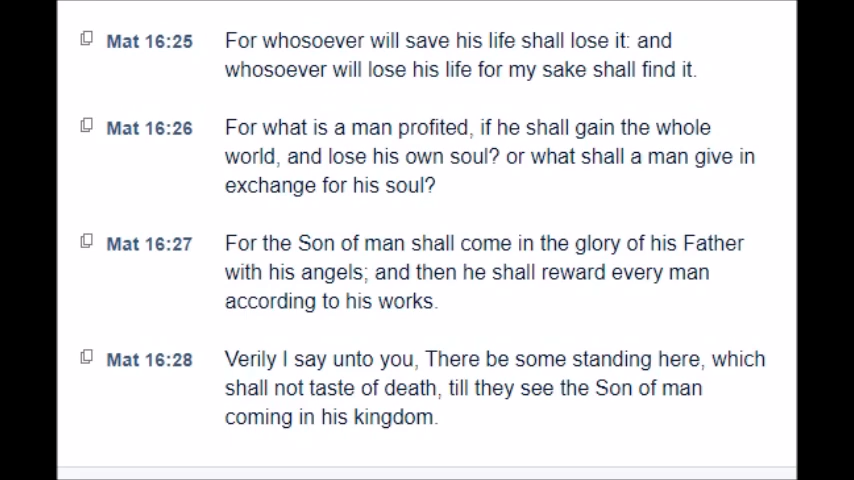 Mat 16:25 For whosoever will save his life shall lose it: and
whosoever will lose his life for my sake shall find it.
Mat 16:26 For what is a man profited, if he shall gain the whole
world, and lose his own soul? or what shall a man give in
exchange for his soul?
Mat 16:27 For the Son of man shall come in the glory of his Father
with his angels; and then he shall reward every man
according to his works.
Mat 16:28 Verily I say unto you, There be some standing here, which
shall not taste of death, till they see the Son of man
coming in his kingdom.